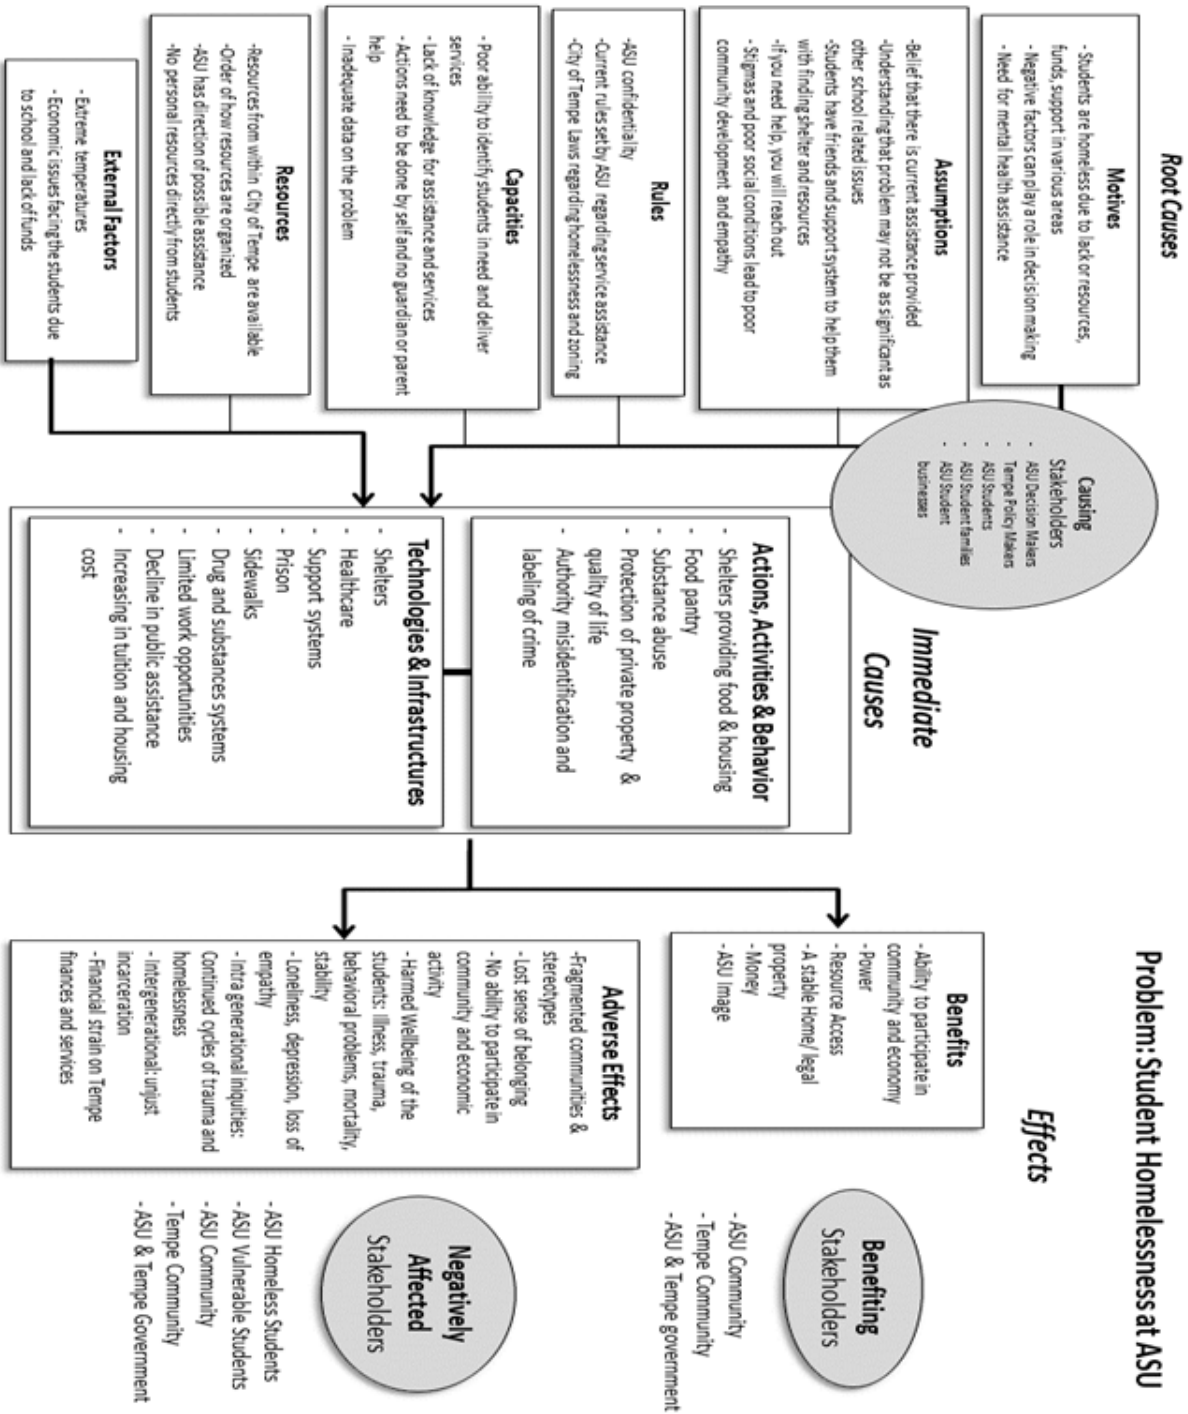 Problem: Student Homelessness at ASU
Root Causes
Motives
- Students are homeless due to lack or resources,
funds, support in various areas
- Negative factors can play a role in decision making
- Need for mental health assistance
Assumptions
-Belief that there is current assistance provided
-Understanding that problem may not be as significant as
other school related issues
-Students have friends and support system to help them
with finding shelter and resources
-If you need help, you will reach out
- Stigmas and poor social conditions lead to poor
community development and empathy
Rules
-ASU confidentiality
-Current rules set by ASU regarding service assistance
-City of Tempe Laws regarding homelessness and zoning
Capacities
- Poor ability to identify students in need and deliver
services
- Lack of knowledge for assistance and services
- Actions need to be done by self and no guardian or parent
help
- Inadequate data on the problem
Resources
-Resources from within City of Tempe are available
-Order of how resources are organized
-ASU has direction of possible assistance
-No personal resources directly from students
External Factors
- Extreme temperatures
- Economic issues facing the students due
to school and lack of funds
Causing
Stakeholders
- ASU Decision Makers
- Tempe Policy Makers
- ASU Students
- ASU Student families
- ASU Student
businesses
Immediate
Causes
Actions, Activities & Behavior
- Shelters providing food & housing
- Food pantry
- Substance abuse
- Protection of private property &
quality of life
- Authority misidentification and
labeling of crime
Technologies & Infrastructures
- Shelters
- Healthcare
- Support systems
- Prison
- Sidewalks
- Drug and substances systems
- Limited work opportunities
- Decline in public assistance
- Increasing in tuition and housing
cost
Effects
Benefits
- Ability to participate in
community and economy
- Power
- Resource Access
- A stable Home/ legal
property
- Money
- ASU Image
Adverse Effects
-Fragmented communities &
stereotypes
- Lost sense of belonging
- No ability to participate in
community and economic
activity
- Harmed Wellbeing of the
students: Illness, trauma,
behavioral problems, mortality,
stability
- Loneliness, depression, loss of
empathy
- Intra generational iniquities:
Continued cycles of trauma and
homelessness
- Intergenerational: unjust
incarceration
- Financial strain on Tempe
finances and services
Benefiting
Stakeholders
- ASU Community
- Tempe Community
- ASU & Tempe government
Negatively
Affected
Stakeholders
- ASU Homeless Students
- ASU Vulnerable Students
- ASU Community
- Tempe Community
- ASU & Tempe Government